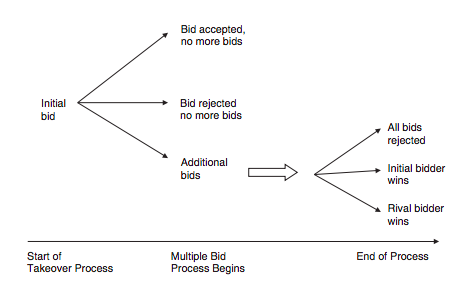 Bid accepted,
no more bids
Initial
bid
Bid rejected
no more bids
All bids
rejected
Additional
bids
Initial bidder
wins
Rival bidder
wins
Start of
Takeover Process
Multiple Bid
Process Begins
End of Process